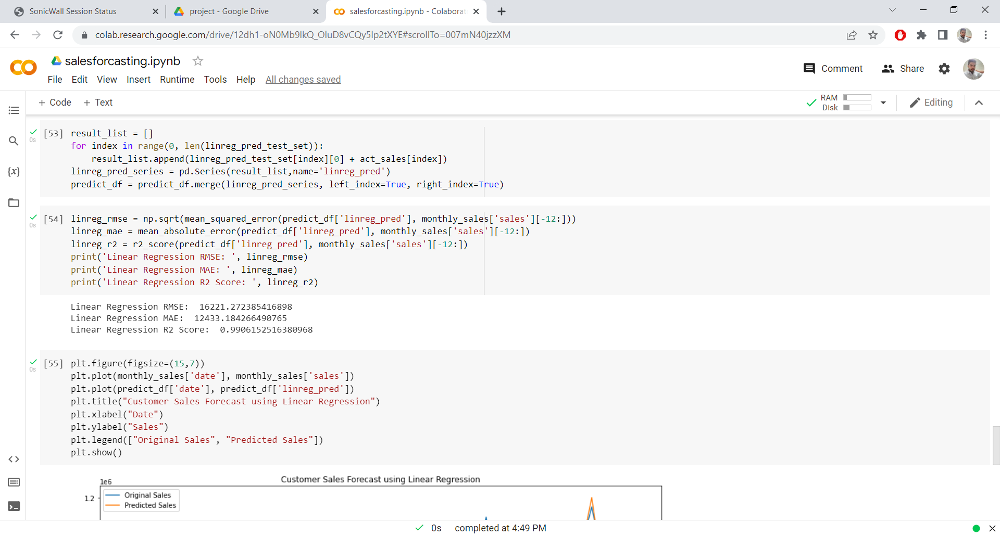 SonicWall Session Status
project - Google Drive
salesforcasting.ipynb - Colaborat
colab.research.google.com/drive/12dh1-oN0Mb9lkQ_OluD8vCQy5lp2tXYE#scrollTo=007mN40jzzXM
salesforcasting.ipynb
Comment
Share
File Edit View Insert Runtime Tools Help All changes saved
+ Code + Text
RAM
Disk
Editing
{x}
0s
[53] result_list = []
for index in range(0, len(linreg_pred_test_set)):
    result_list.append(linreg_pred_test_set[index][0] + act_sales[index])
linreg_pred_series = pd.Series(result_list,name='linreg_pred')
predict_df = predict_df.merge(linreg_pred_series, left_index=True, right_index=True)
0s
[54] linreg_rmse = np.sqrt(mean_squared_error(predict_df['linreg_pred'], monthly_sales['sales'][-12:]))
linreg_mae = mean_absolute_error(predict_df['linreg_pred'], monthly_sales['sales'][-12:])
linreg_r2 = r2_score(predict_df['linreg_pred'], monthly_sales['sales'][-12:])
print('Linear Regression RMSE: ', linreg_rmse)
print('Linear Regression MAE: ', linreg_mae)
print('Linear Regression R2 Score: ', linreg_r2)
Linear Regression RMSE:  16221.272385416898
Linear Regression MAE:  12433.184266490765
Linear Regression R2 Score:  0.9906152516380968
0s
[55] plt.figure(figsize=(15,7))
plt.plot(monthly_sales['date'], monthly_sales['sales'])
plt.plot(predict_df['date'], predict_df['linreg_pred'])
plt.title("Customer Sales Forecast using Linear Regression")
plt.xlabel("Date")
plt.ylabel("Sales")
plt.legend(["Original Sales", "Predicted Sales"])
plt.show()
Customer Sales Forecast using Linear Regression
1e6
1.2
Original Sales
Predicted Sales
0s completed at 4:49 PM